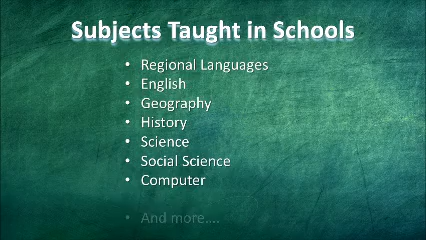 Subjects Taught in Schools
• Regional Languages
• English
• Geography
• History
• Science
• Social Science
• Computer
• And more....